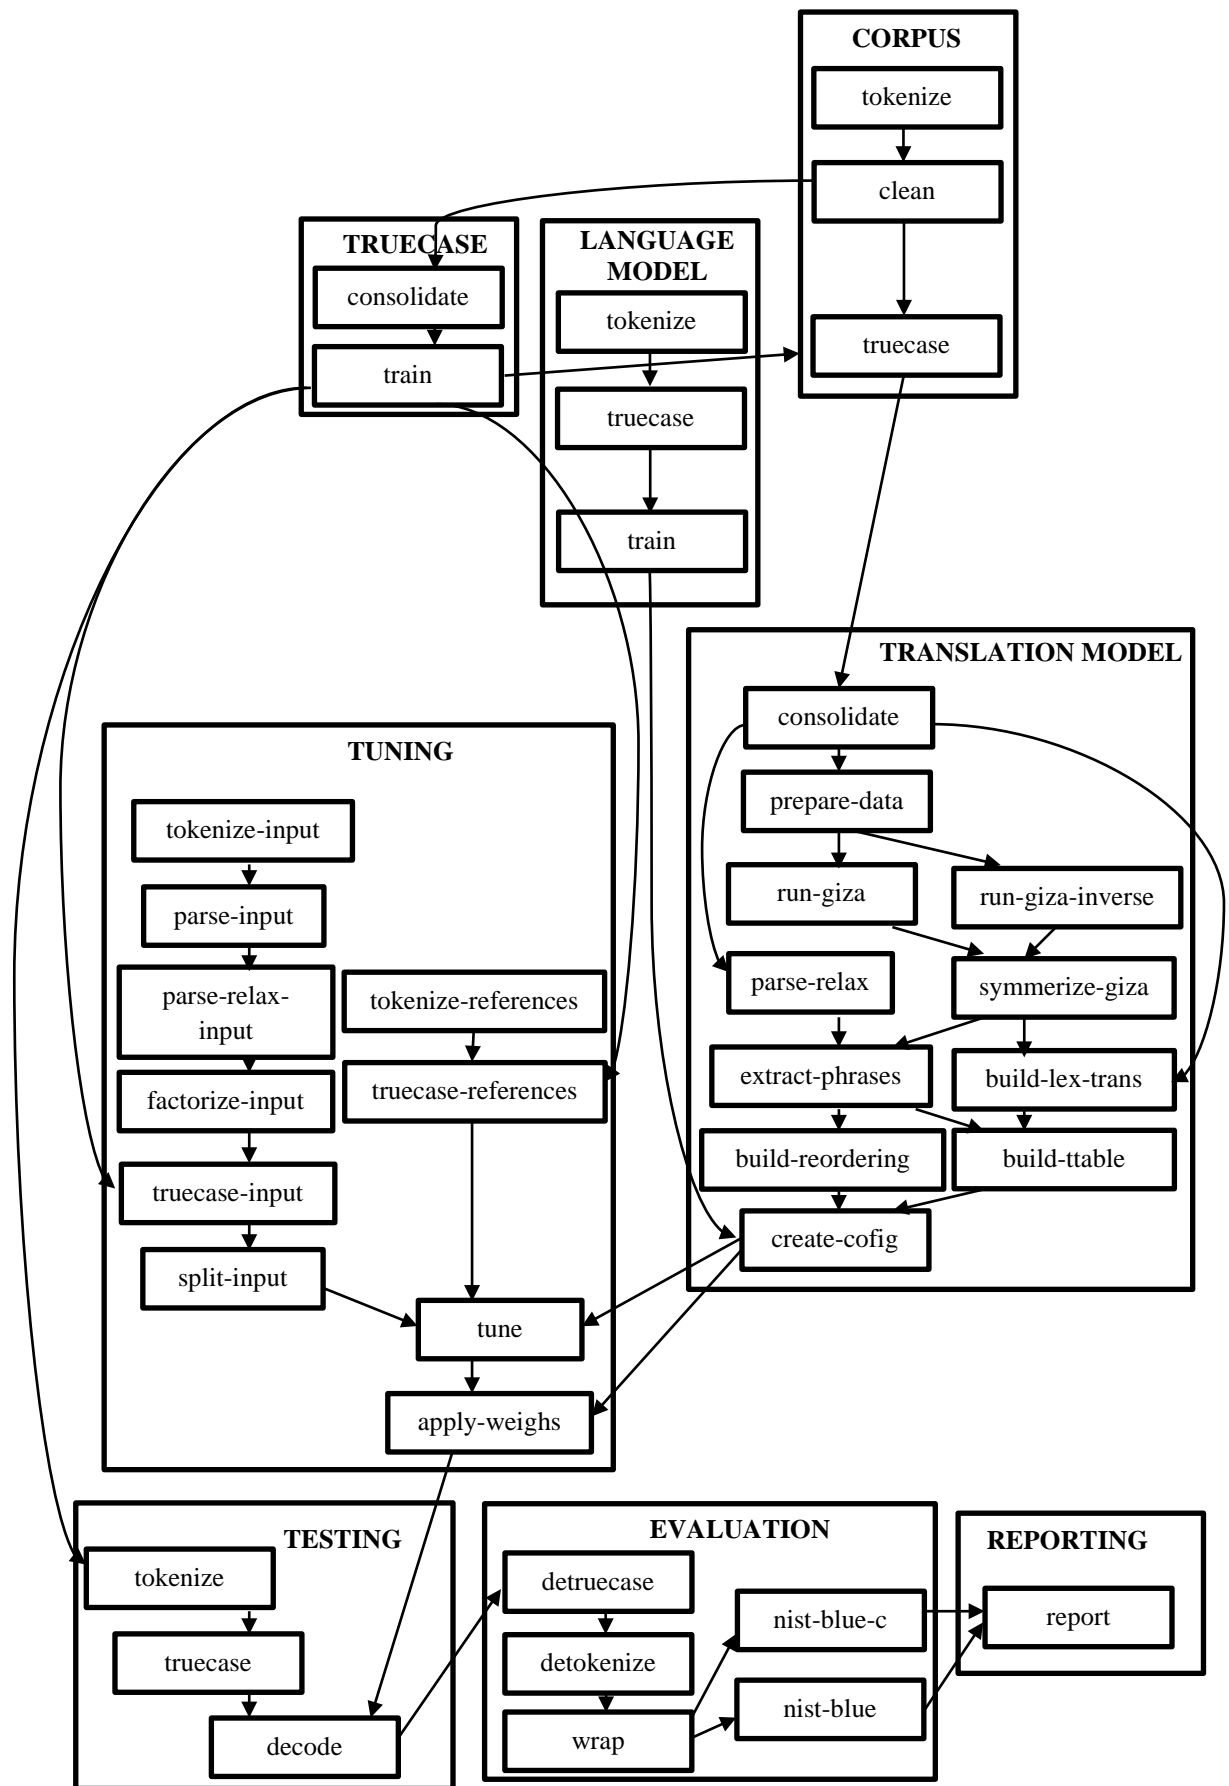 CORPUS
tokenize
clean
truecase
TRUECASE
consolidate
train
LANGUAGE
MODEL
tokenize
truecase
train
TRANSLATION MODEL
consolidate
prepare-data
run-giza
run-giza-inverse
parse-relax
symmerize-giza
extract-phrases
build-lex-trans
build-reordering
build-ttable
create-cofig
TUNING
tokenize-input
parse-input
parse-relax-
input
factorize-input
truecase-input
split-input
tokenize-references
truecase-references
tune
apply-weighs
TESTING
tokenize
truecase
decode
EVALUATION
detruecase
detokenize
wrap
nist-blue-c
nist-blue
REPORTING
report